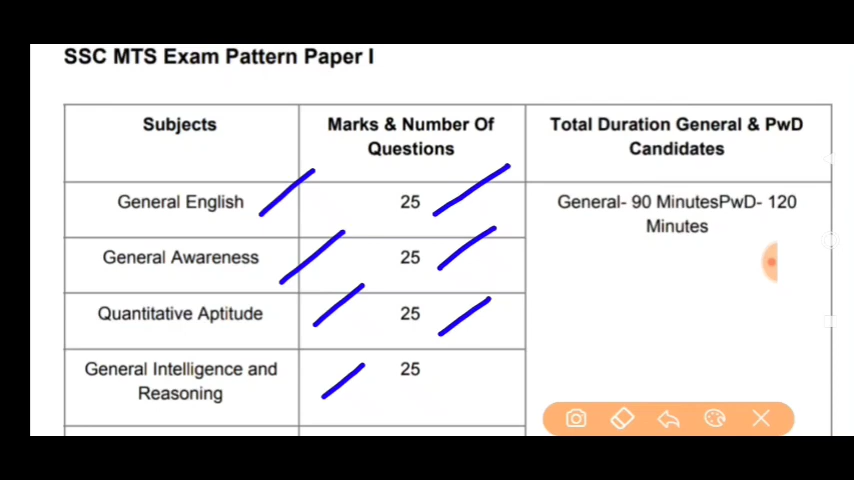 SSC MTS Exam Pattern Paper I
Subjects
Marks & Number Of
Questions
Total Duration General & PwD
Candidates
General English
25
General- 90 MinutesPwD- 120
Minutes
General Awareness
25
Quantitative Aptitude
25
General Intelligence and
Reasoning
25